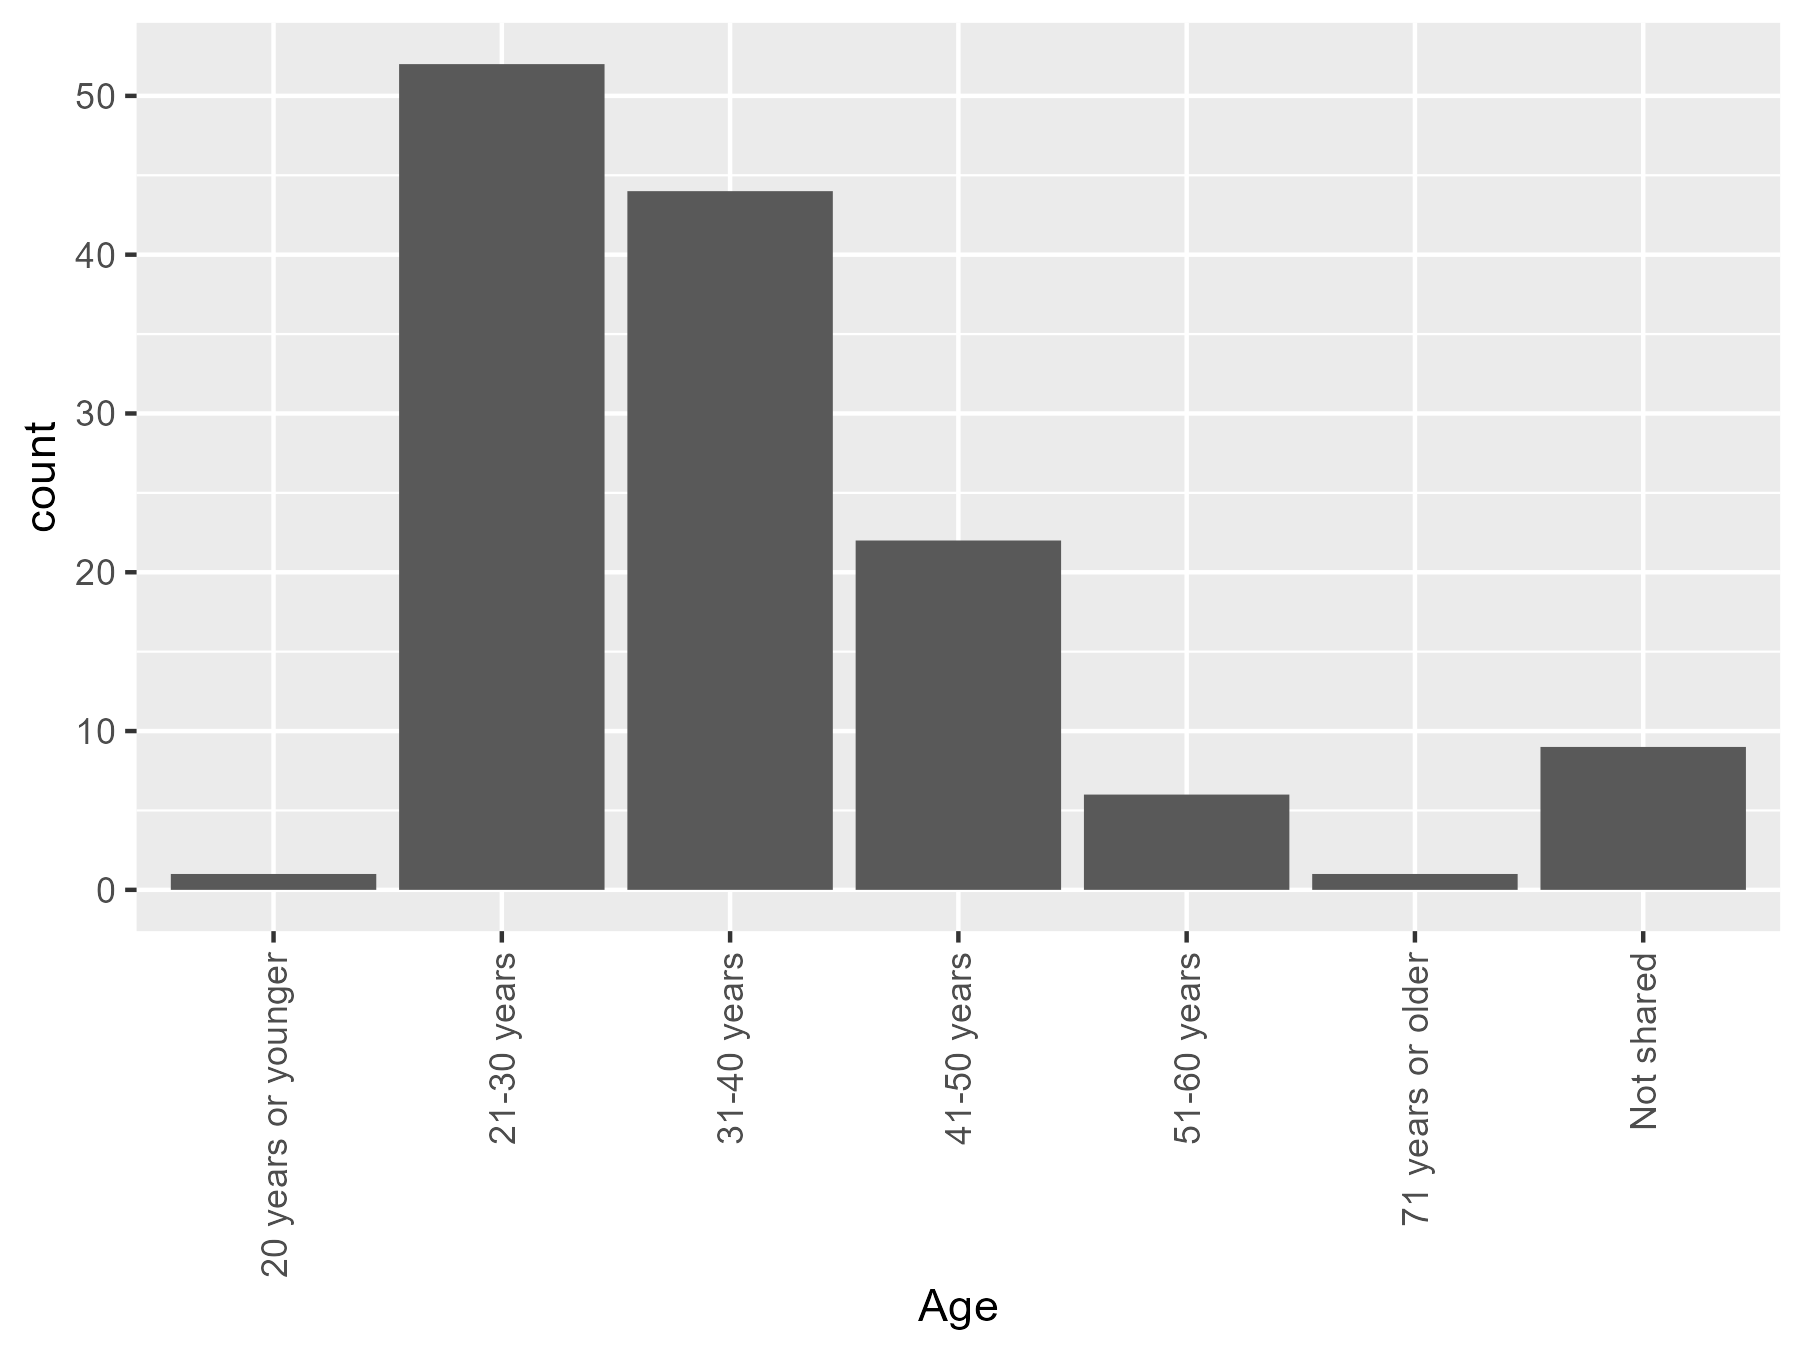 count
50
40
30
20
10
0
20 years or younger
21-30 years
31-40 years
41-50 years
51-60 years
71 years or older
Not shared
Age